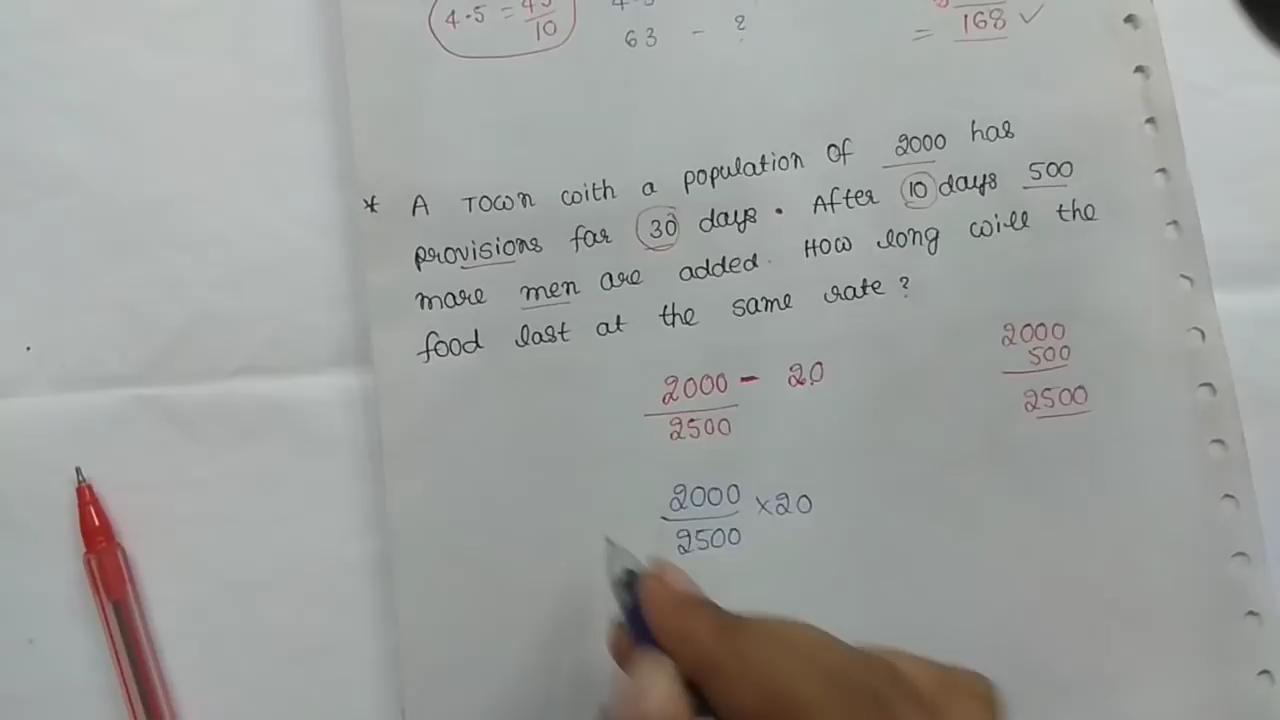 4.5 = 45/10
63 - ?
= 168 ✓
* A Town with a population of 2000 has
provisions for 30 days. After 10 days 500
more men are added. How long will the
food last at the same rate?
2000 - 20
2500
2000
500
2500
2000 × 20
2500